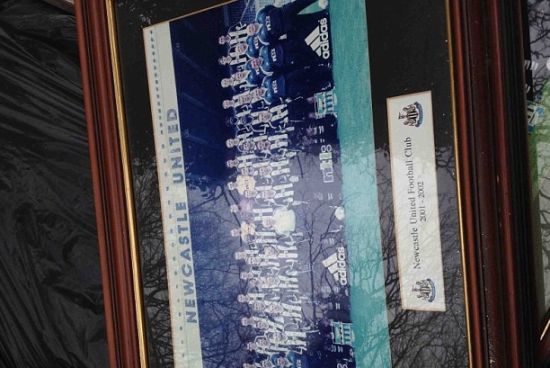 NEWCASTLE UNITED
adidas
adidas
Newcastle United Football Club
2001 - 2002